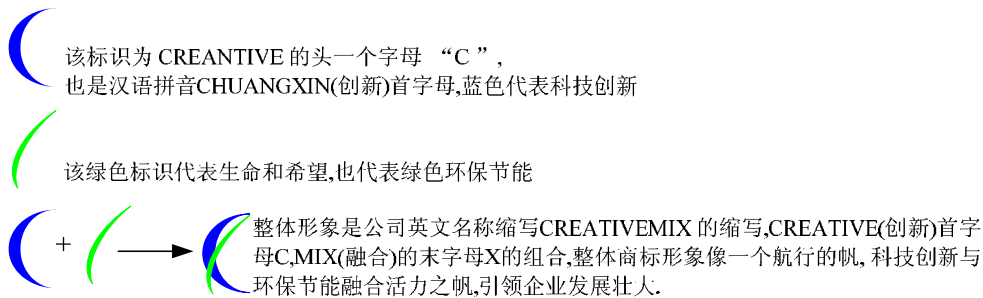 该标识为 CREANTIVE 的头一个字母 “C ”,
也是汉语拼音CHUANGXIN(创新)首字母,蓝色代表科技创新
该绿色标识代表生命和希望,也代表绿色环保节能
+
整体形象是公司英文名称缩写CREATIVEMIX 的缩写,CREATIVE(创新)首字
母C,MIX(融合)的末字母X的组合,整体商标形象像一个航行的帆, 科技创新与
环保节能融合活力之帆,引领企业发展壮大.